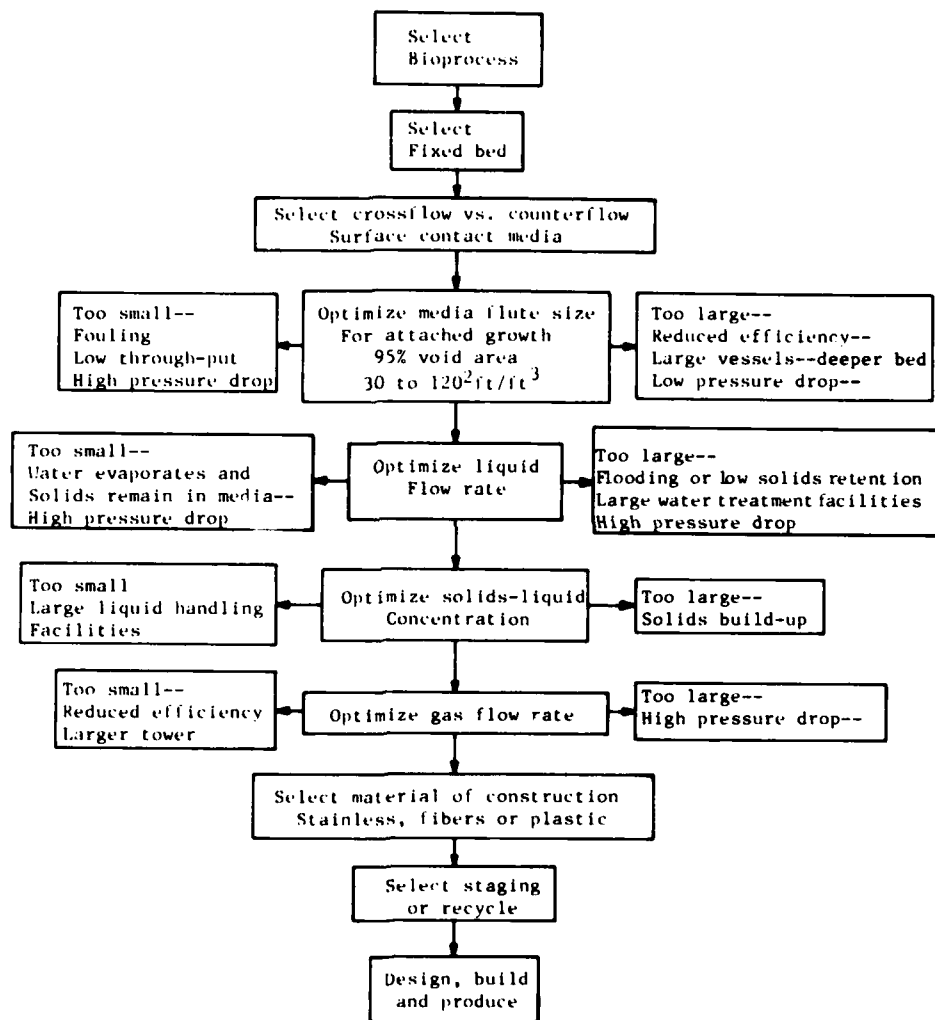 Select
Bioprocess
Select
Fixed bed
Select crossflow vs. counterflow
Surface contact media
Too small--
Fouling
Low through-put
High pressure drop
Optimize media flute size
For attached growth
95% void area
30 to 120²ft/ft³
Too large--
Reduced efficiency--
Large vessels--deeper bed
Low pressure drop--
Too small--
Water evaporates and
Solids remain in media--
High pressure drop
Optimize liquid
Flow rate
Too large--
Flooding or low solids retention
Large water treatment facilities
High pressure drop
Too small
Large liquid handling
Facilities
Optimize solids-liquid
Concentration
Too large--
Solids build-up
Too small--
Reduced efficiency
Larger tower
Optimize gas flow rate
Too large--
High pressure drop--
Select material of construction
Stainless, fibers or plastic
Select staging
or recycle
Design, build
and produce